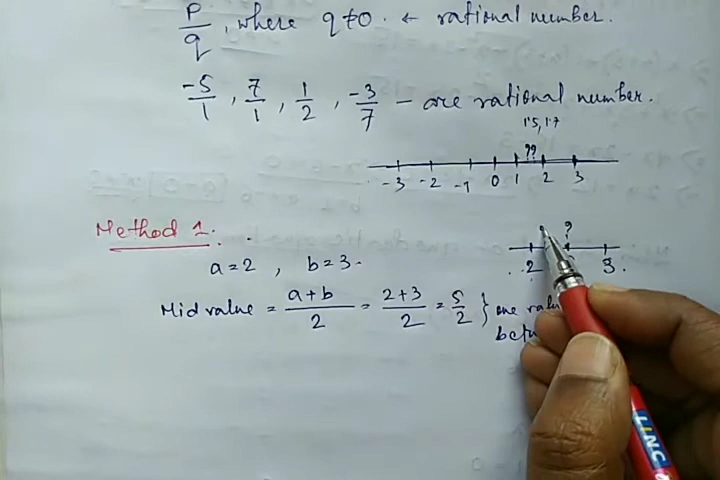 P/q, where q≠0. ← rational number.
-5/1, 7/1, 1/2, -3/7 - are rational number.
1.5, 1.7
??
-3 -2 -1 0 1 2 3
Method 1:
?
2 3.
a=2, b=3.
Mid value = a+b/2 = 2+3/2 = 5/2 } one
LINC